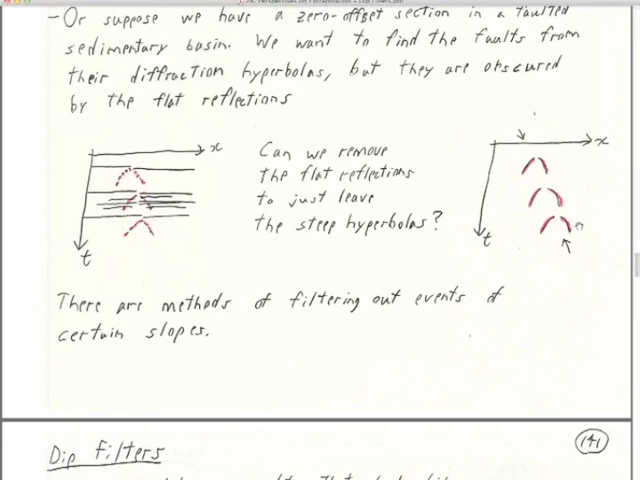 - Or suppose we have a zero-offset section in a faulted
sedimentary basin. We want to find the faults from
their diffraction hyperbolas, but they are obscured
by the flat reflections
x
t
Can we remove
the flat reflections
to just leave
the steep hyperbolas?
x
t
There are methods of filtering out events of
certain slopes.
141
Dip Filters